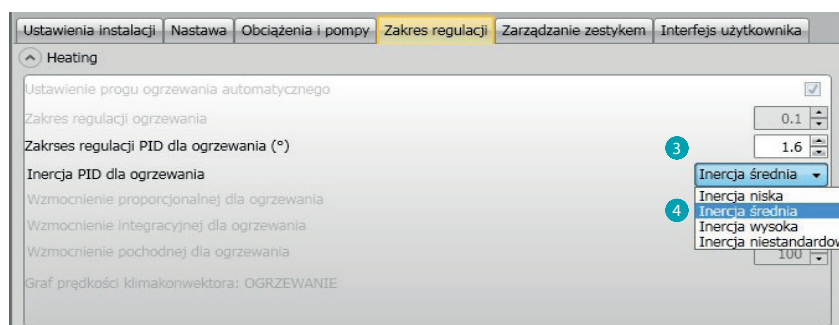 Ustawienia instalacji Nastawa Obciążenia i pompy Zakres regulacji Zarządzanie zestykem Interfejs użytkownika
Heating
Ustawienie progu ogrzewania automatycznego
Zakres regulacji ogrzewania 0.1
Zakrses regulacji PID dla ogrzewania (°) 3 1.6
Inercja PID dla ogrzewania Inercja średnia
Wzmocnienie proporcjonalnej dla ogrzewania Inercja niska
4 Inercja średnia
Wzmocnienie integracyjnej dla ogrzewania Inercja wysoka
Inercja niestandardow
Wzmocnienie pochodnej dla ogrzewania 100
Graf prędkości klimakonwektora: OGRZEWANIE